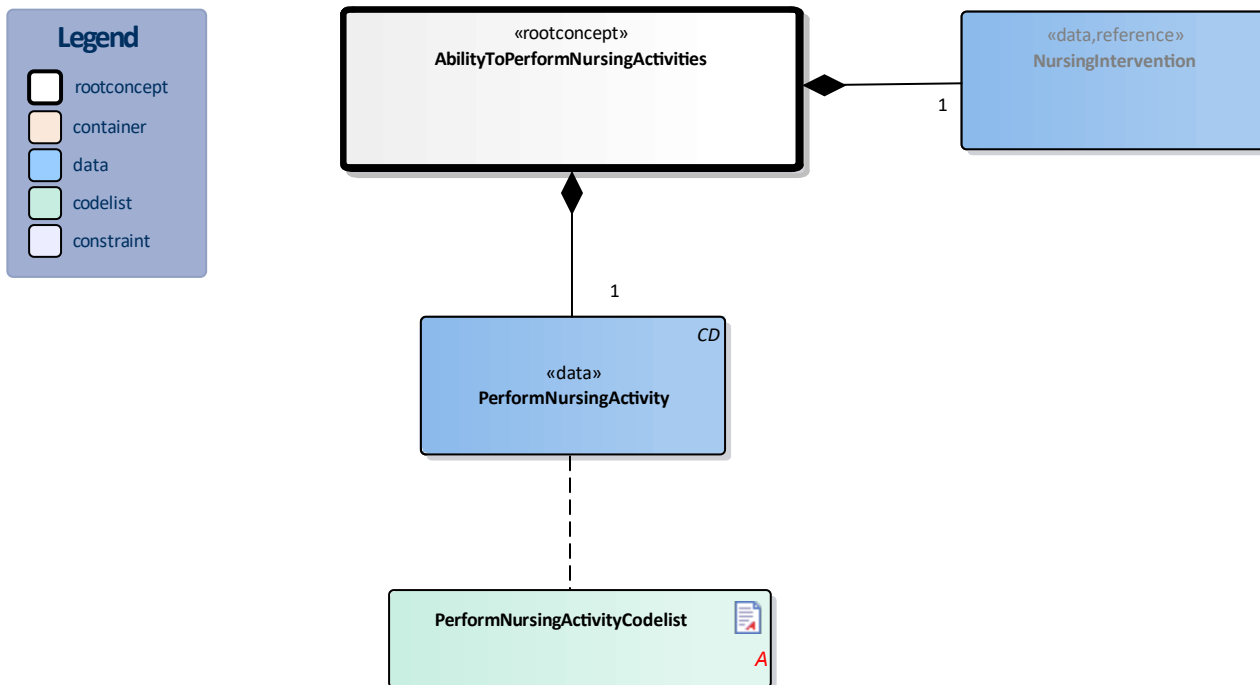 Legend
rootconcept
container
data
codelist
constraint
«rootconcept»
AbilityToPerformNursingActivities
«data,reference»
NursingIntervention
1
1
CD
«data»
PerformNursingActivity
PerformNursingActivityCodelist
A